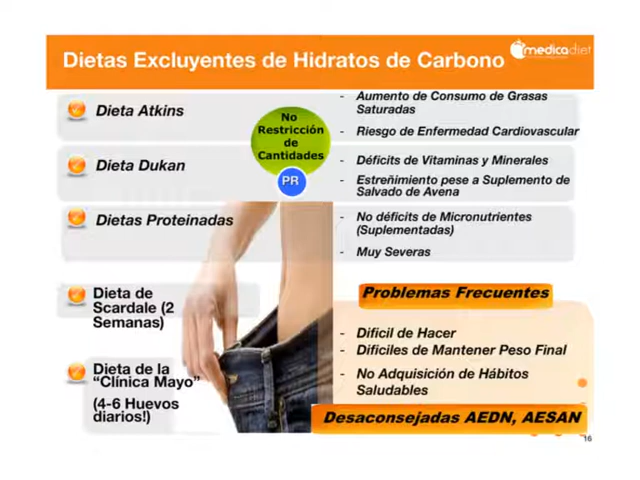 Dietas Excluyentes de Hidratos de Carbono
medicadiet
Dieta Atkins
No
Restricción
de
Cantidades
- Aumento de Consumo de Grasas
Saturadas
- Riesgo de Enfermedad Cardiovascular
Dieta Dukan
PR
- Déficits de Vitaminas y Minerales
- Estreñimiento pese a Suplemento de
Salvado de Avena
Dietas Proteinadas
- No déficits de Micronutrientes
(Suplementadas)
- Muy Severas
Dieta de
Scardale (2
Semanas)
Problemas Frecuentes
- Difícil de Hacer
- Difíciles de Mantener Peso Final
- No Adquisición de Hábitos
Saludables
Dieta de la
“Clínica Mayo”
(4-6 Huevos
diarios!)
Desaconsejadas AEDN, AESAN
16